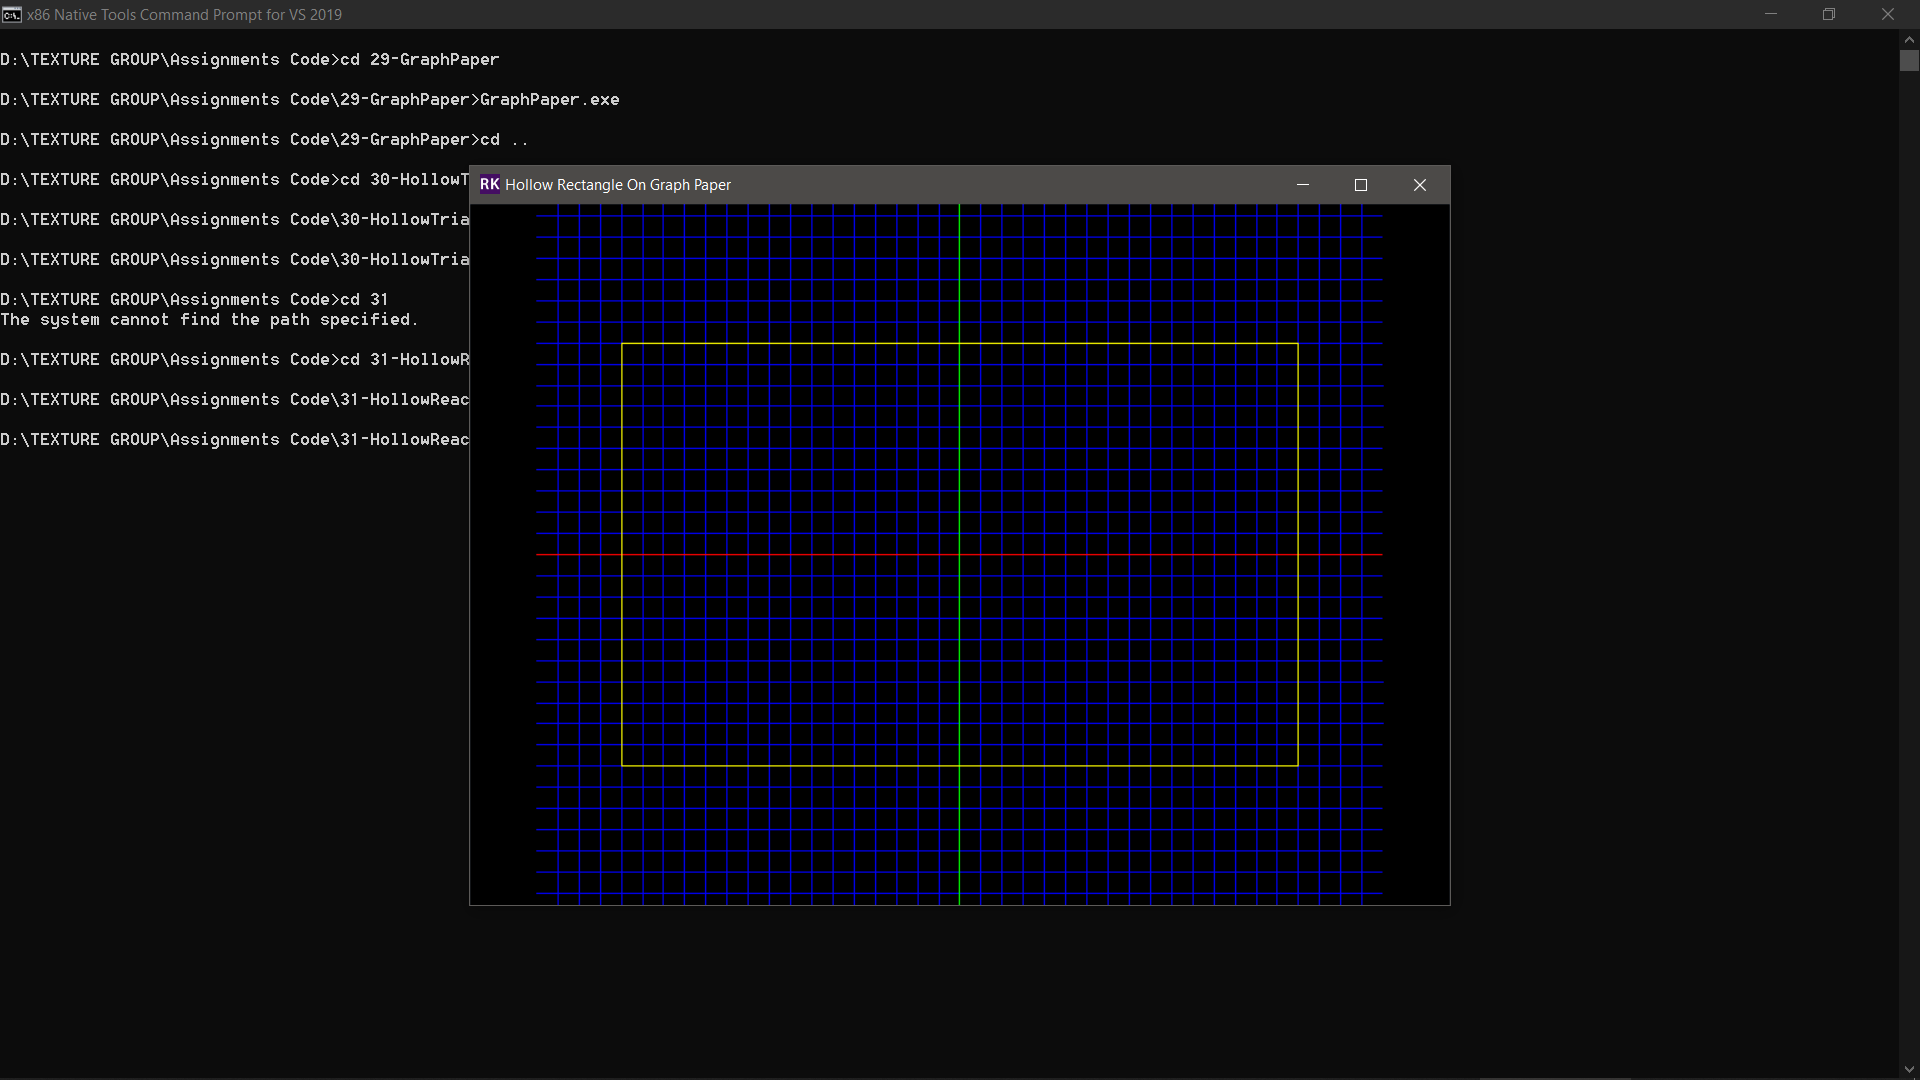 x86 Native Tools Command Prompt for VS 2019
D:\TEXTURE GROUP\Assignments Code>cd 29-GraphPaper
D:\TEXTURE GROUP\Assignments Code\29-GraphPaper>GraphPaper.exe
D:\TEXTURE GROUP\Assignments Code\29-GraphPaper>cd ..
D:\TEXTURE GROUP\Assignments Code>cd 30-HollowT
D:\TEXTURE GROUP\Assignments Code\30-HollowTria
D:\TEXTURE GROUP\Assignments Code\30-HollowTria
D:\TEXTURE GROUP\Assignments Code>cd 31
The system cannot find the path specified.
D:\TEXTURE GROUP\Assignments Code>cd 31-HollowR
D:\TEXTURE GROUP\Assignments Code\31-HollowReac
D:\TEXTURE GROUP\Assignments Code\31-HollowReac
RK Hollow Rectangle On Graph Paper